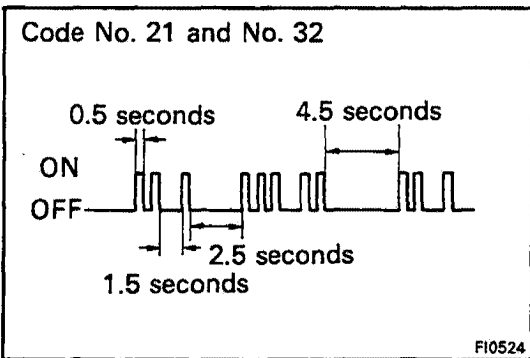 Code No. 21 and No. 32
0.5 seconds
4.5 seconds
ON
OFF
2.5 seconds
1.5 seconds
FI0524